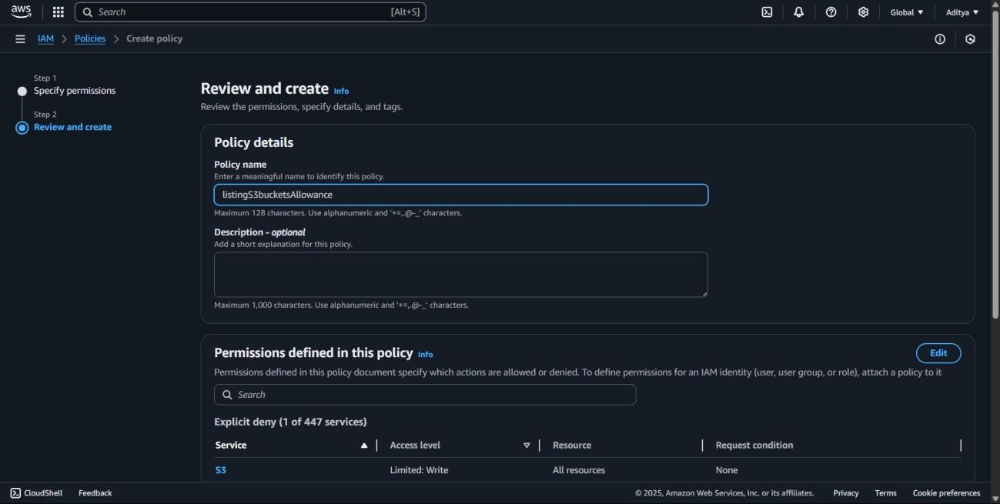 aws
Search [Alt+S]
Global ▼ Aditya ▼
IAM > Policies > Create policy
Step 1
Specify permissions
Step 2
Review and create
Review and create Info
Review the permissions, specify details, and tags.
Policy details
Policy name
Enter a meaningful name to identify this policy.
listingS3bucketsAllowance
Maximum 128 characters. Use alphanumeric and '+=,.@-_' characters.
Description - optional
Add a short explanation for this policy.
Maximum 1,000 characters. Use alphanumeric and '+=,.@-_' characters.
Permissions defined in this policy Info
Edit
Permissions defined in this policy document specify which actions are allowed or denied. To define permissions for an IAM identity (user, user group, or role), attach a policy to it
Search
Explicit deny (1 of 447 services)
Service Access level Resource Request condition
S3 Limited: Write All resources None
CloudShell Feedback © 2025, Amazon Web Services, Inc. or its affiliates. Privacy Terms Cookie preferences